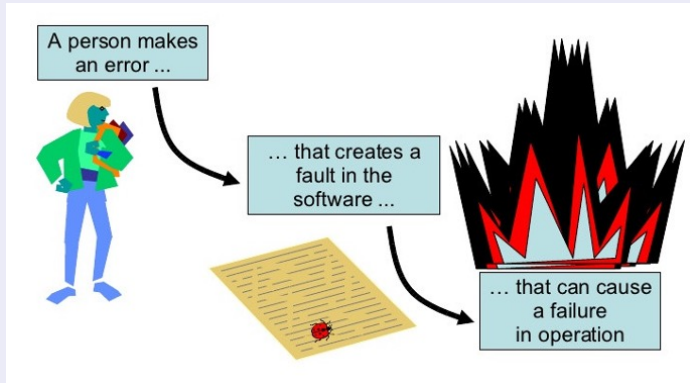 A person makes
an error ...
... that creates a
fault in the
software ...
... that can cause
a failure
in operation